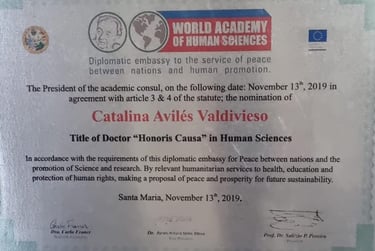 WORLD ACADEMY
OF HUMAN SCIENCES
Diplomatic embassy to the service of peace
between nations and human promotion.
The President of the academic consul, on the following date: November 13th, 2019 in
agreement with article 3 & 4 of the statute; the nomination of
Catalina Avilés Valdivieso
Title of Doctor “Honoris Causa” in Human Sciences
In accordance with the requirements of this diplomatic embassy for Peace between nations and the
promotion of Science and research. By relevant humanitarian services to health, education and
protection of human rights, making a proposal of peace and prosperity for future sustainability.
Santa Maria, November 13th, 2019.
Dra. Carla Franco
Prof. Dr.